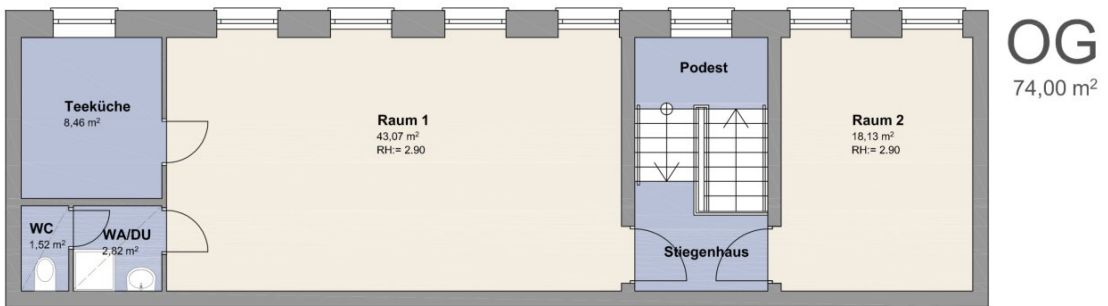 OG
74,00 m²
Podest
Teeküche
8,46 m²
Raum 1
43,07 m²
RH:= 2.90
Raum 2
18,13 m²
RH:= 2.90
WC
1,52 m²
WA/DU
2,82 m²
Stiegenhaus